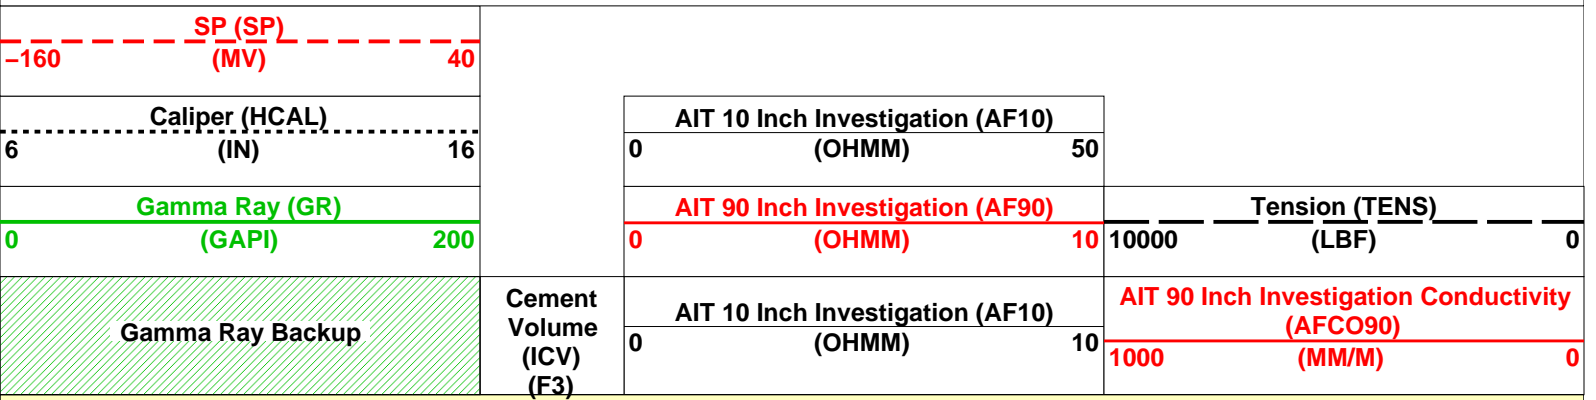 SP (SP)
–160 (MV) 40
Caliper (HCAL)
6 (IN) 16
Gamma Ray (GR)
0 (GAPI) 200
Gamma Ray Backup
Cement
Volume
(ICV)
(F3)
AIT 10 Inch Investigation (AF10)
0 (OHMM) 50
AIT 90 Inch Investigation (AF90)
0 (OHMM) 10
AIT 10 Inch Investigation (AF10)
0 (OHMM) 10
Tension (TENS)
10000 (LBF) 0
AIT 90 Inch Investigation Conductivity
(AFCO90)
1000 (MM/M) 0